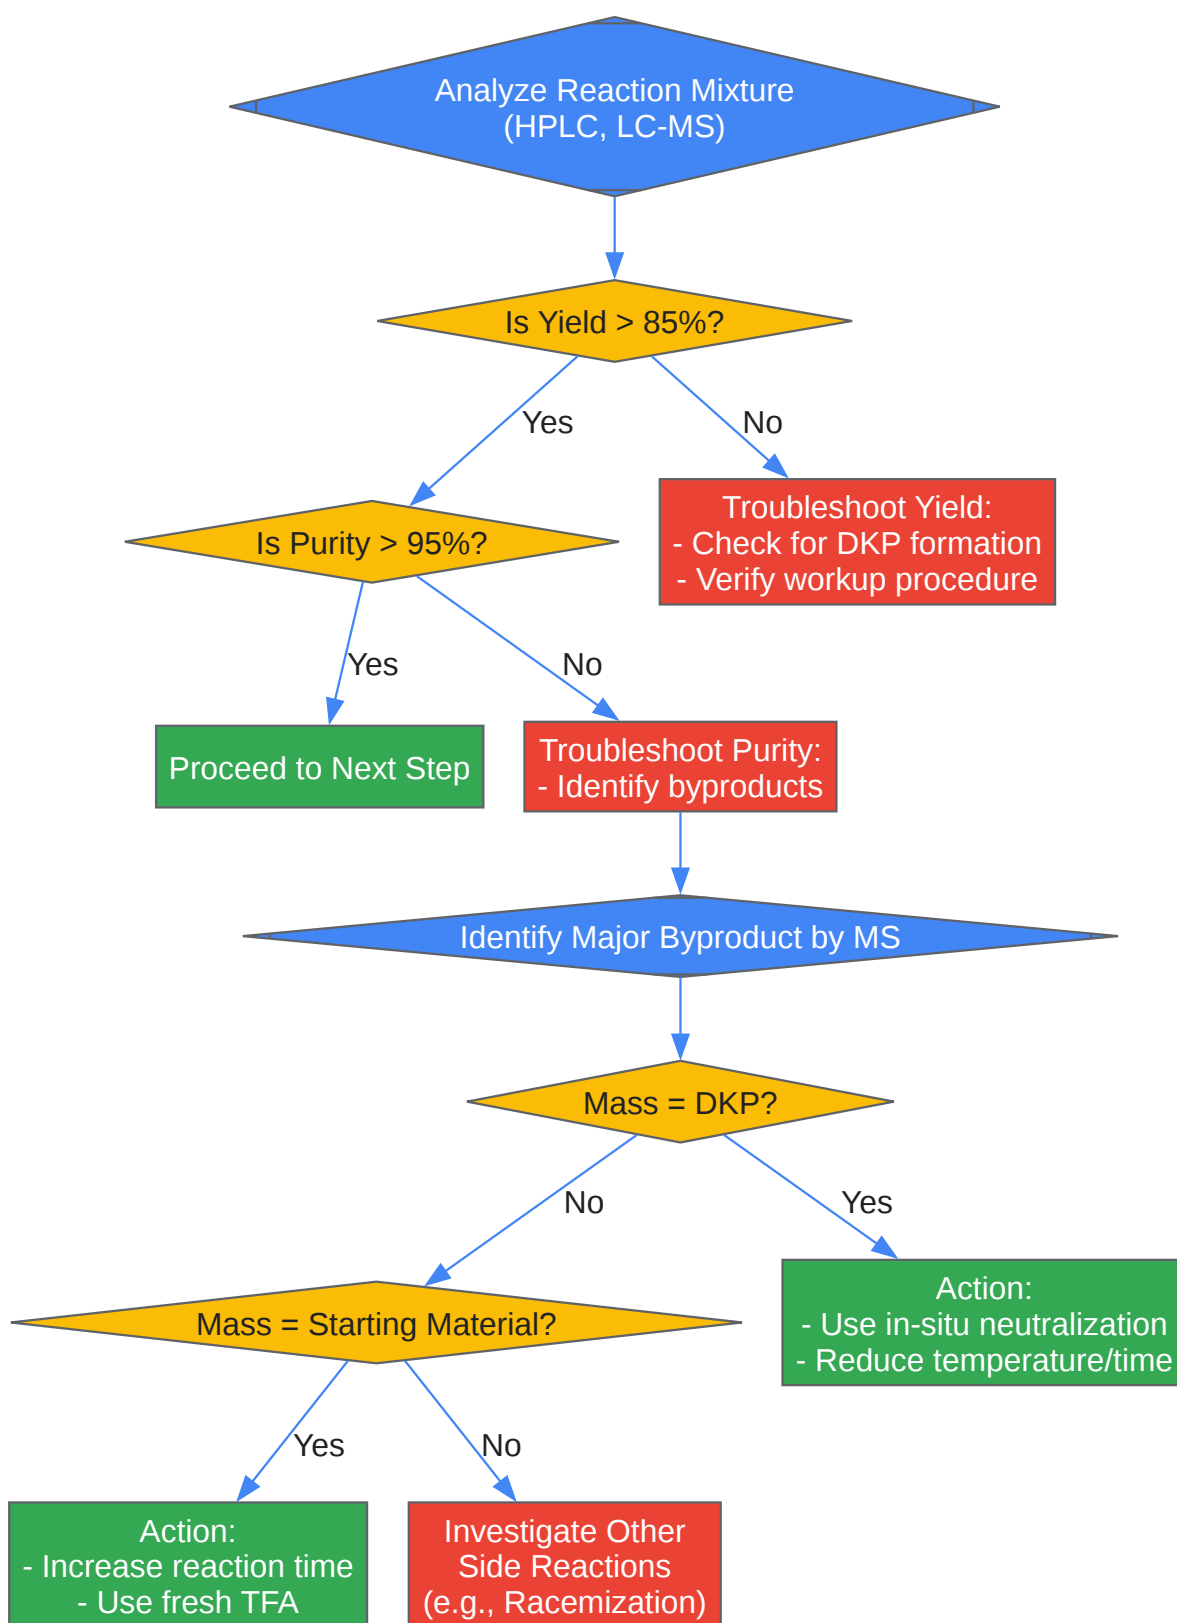 Analyze Reaction Mixture
(HPLC, LC-MS)
Is Yield > 85%?
Yes
No
Troubleshoot Yield:
- Check for DKP formation
- Verify workup procedure
Is Purity > 95%?
Yes
No
Proceed to Next Step
Troubleshoot Purity:
- Identify byproducts
Identify Major Byproduct by MS
Mass = DKP?
No
Yes
Action:
- Use in-situ neutralization
- Reduce temperature/time
Mass = Starting Material?
Yes
No
Action:
- Increase reaction time
- Use fresh TFA
Investigate Other
Side Reactions
(e.g., Racemization)